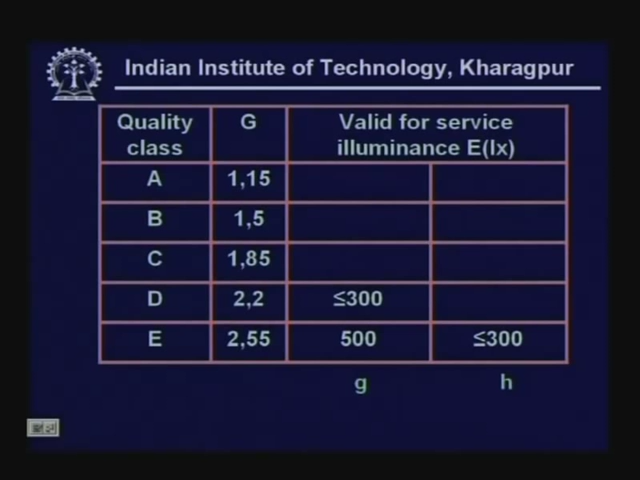 Indian Institute of Technology, Kharagpur
Quality class G Valid for service illuminance E(lx)
A 1,15
B 1,5
C 1,85
D 2,2 ≤300
E 2,55 500 ≤300
g h